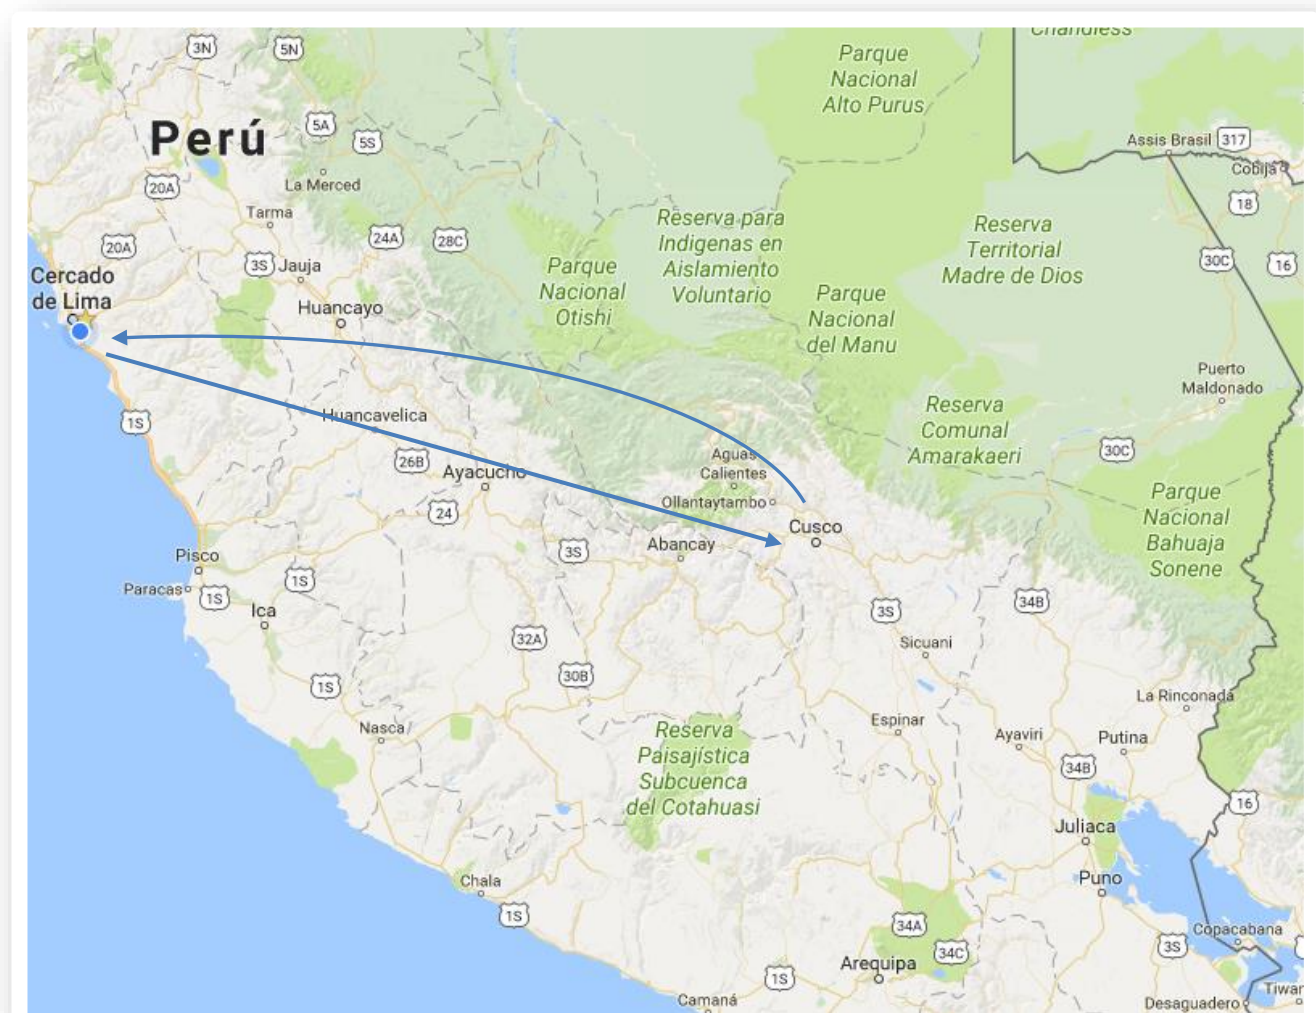 Chandless
3N
5N
Parque
Nacional
Alto Purus
Perú
5A
5S
Assis Brasil
317
Cobija
20A
La Merced
18
Tarma
Reserva para
Indigenas en
Aislamiento
Voluntario
Reserva
Territorial
Madre de Dios
20A
24A
28C
30C
16
3S
Jauja
Parque
Nacional
Otishi
Cercado
de Lima
Huancayo
Parque
Nacional
del Manu
Puerto
Maldonado
1S
Huancavelica
Reserva
Comunal
Amarakaeri
30C
26B
Ayacucho
Aguas
Calientes
Ollantaytambo
Parque
Nacional
Bahuaja
Sonene
24
Cusco
3S
Abancay
Pisco
Paracas
1S
1S
Ica
3S
34B
32A
Sicuani
30B
1S
La Rinconada
Nasca
Reserva
Paisajística
Subcuenca
del Cotahuasi
Espinar
Ayaviri
Putina
34B
16
Juliaca
Chala
Puno
1S
34A
Copacabana
3S
34C
Arequipa
1S
Camaná
Desaguadero
Tiwar